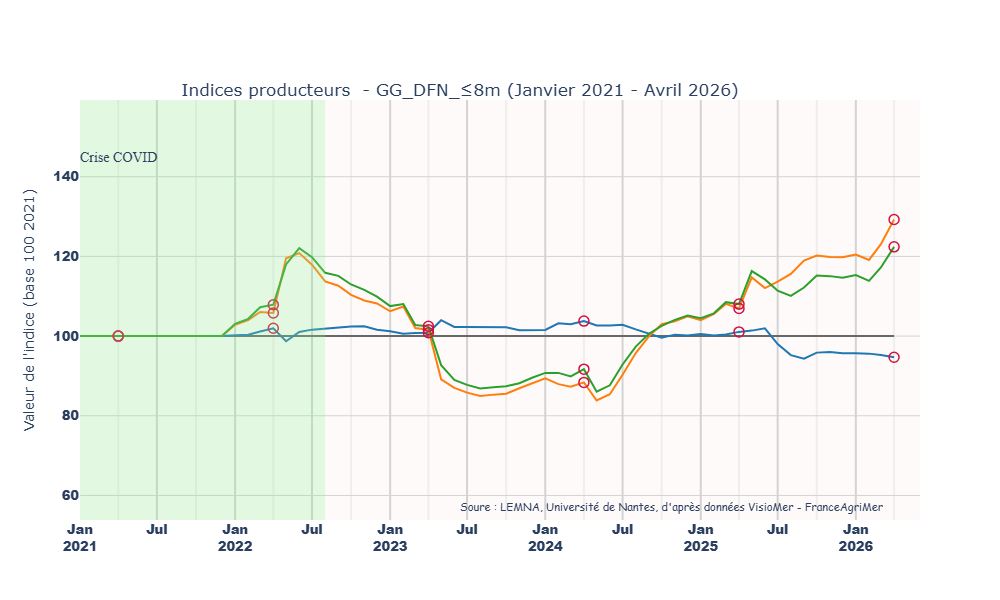 Indices producteurs - GG_DFN_≤8m (Janvier 2021 - Avril 2026)
Crise COVID
Valeur de l'indice (base 100 2021)
140
120
100
80
60
Soure : LEMNA, Université de Nantes, d'après données VisioMer - FranceAgriMer
Jan Jul Jan Jul Jan Jul Jan Jul Jan Jul Jan
2021 2022 2023 2024 2025 2026